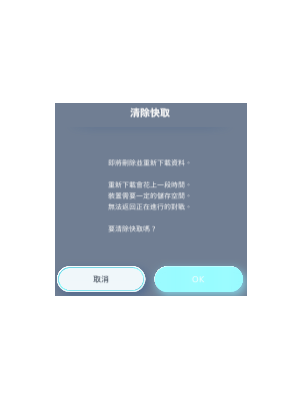 清除快取
即將刪除並重新下載資料。
重新下載會花上一段時間。
裝置需要一定的儲存空間。
無法返回正在進行的對戰。
要清除快取嗎？
取消
OK